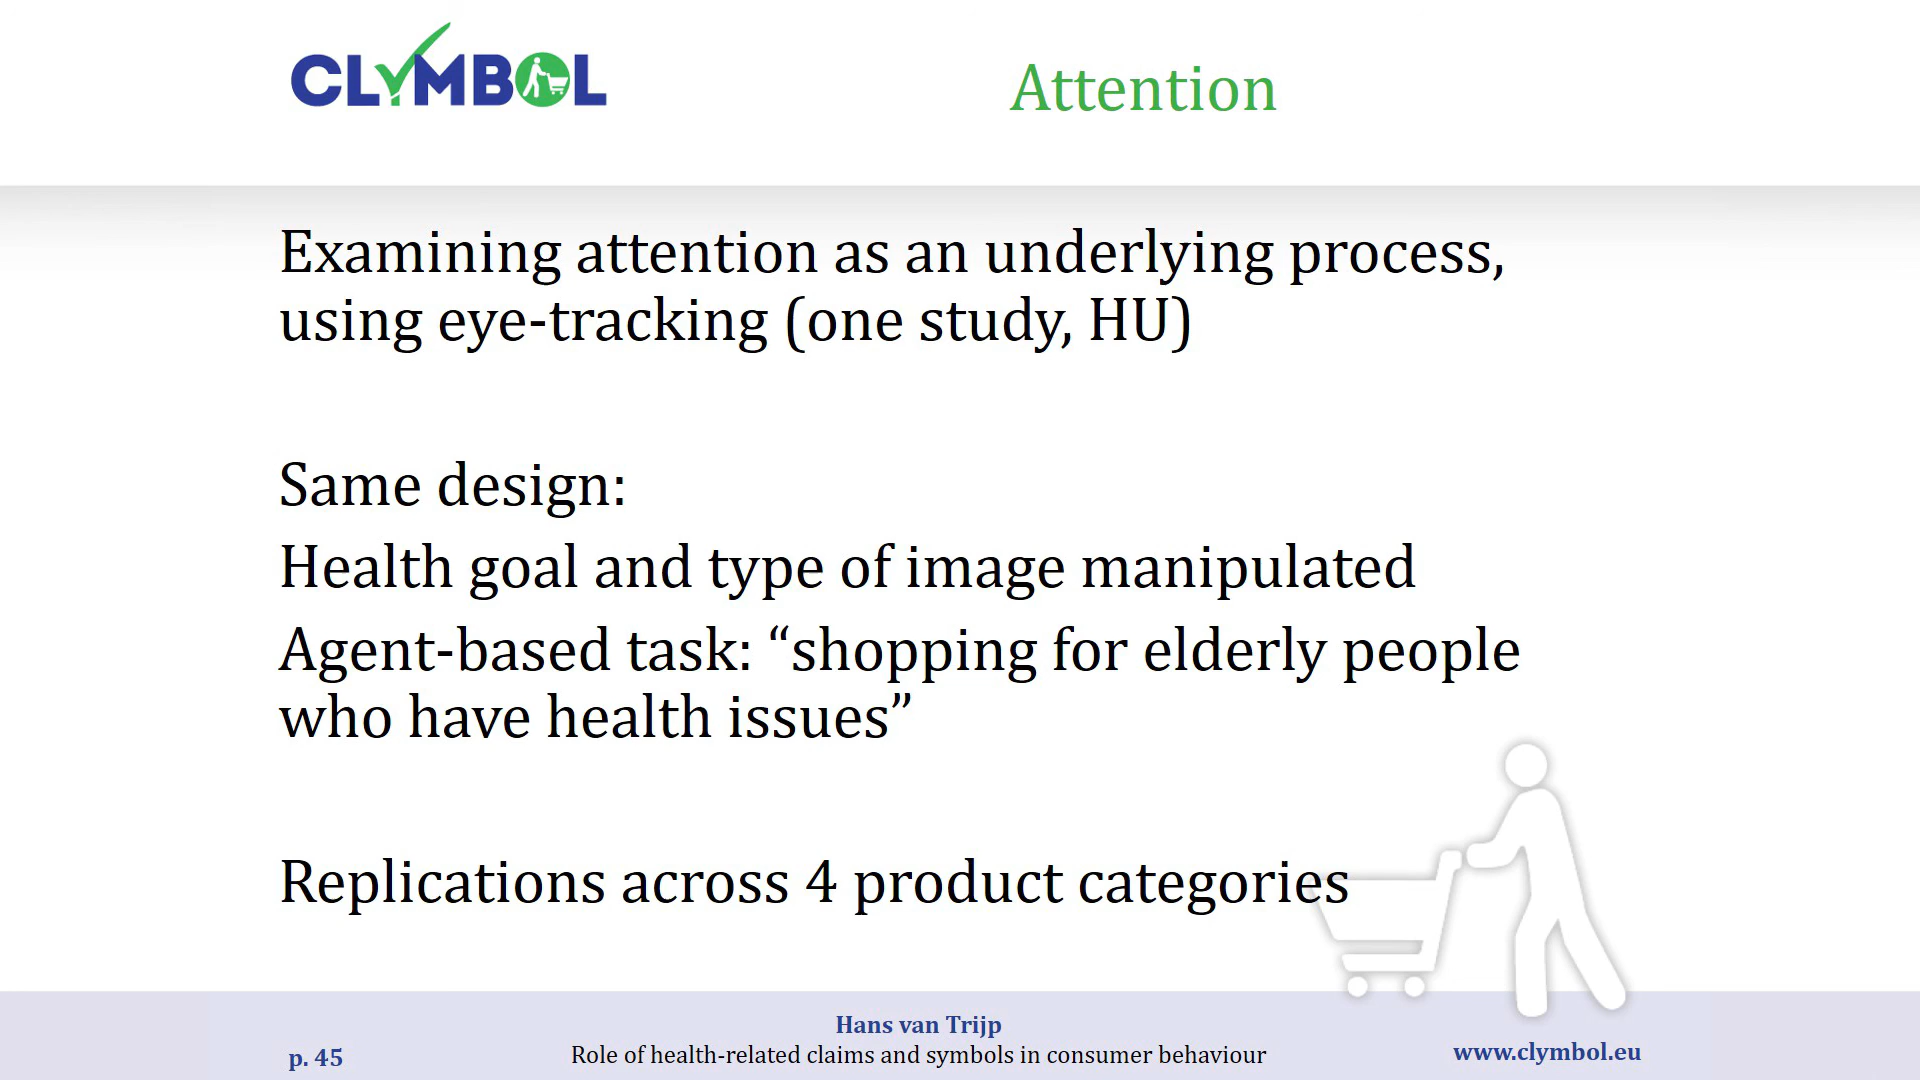 CLYMBOL
Attention
Examining attention as an underlying process,
using eye-tracking (one study, HU)
Same design:
Health goal and type of image manipulated
Agent-based task: “shopping for elderly people
who have health issues”
Replications across 4 product categories
Hans van Trijp
p. 45
Role of health-related claims and symbols in consumer behaviour
www.clymbol.eu